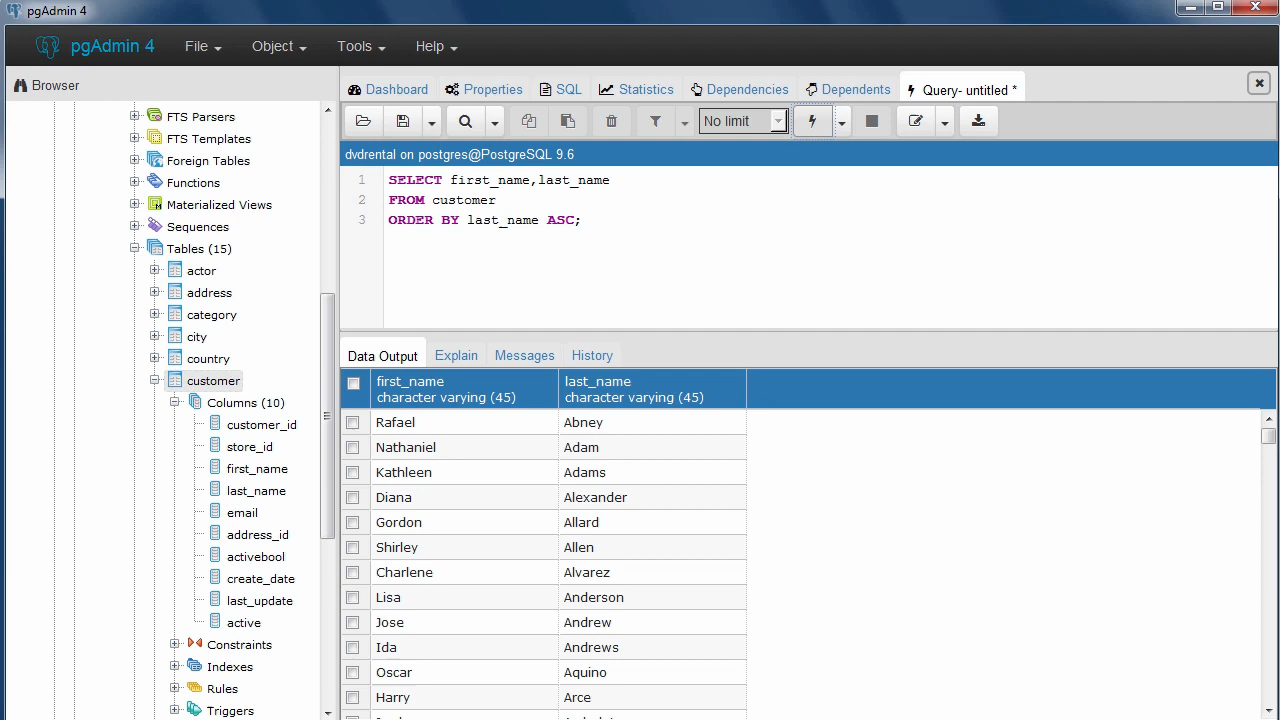 pgAdmin 4
pgAdmin 4 File Object Tools Help
Browser
Dashboard Properties SQL Statistics Dependencies Dependents Query- untitled *
No limit
dvdrental on postgres@PostgreSQL 9.6
FTS Parsers
FTS Templates
Foreign Tables
Functions
Materialized Views
Sequences
Tables (15)
actor
address
category
city
country
customer
Columns (10)
customer_id
store_id
first_name
last_name
email
address_id
activebool
create_date
last_update
active
Constraints
Indexes
Rules
Triggers
1 SELECT first_name,last_name
2 FROM customer
3 ORDER BY last_name ASC;
Data Output Explain Messages History
first_name last_name
character varying (45) character varying (45)
Rafael Abney
Nathaniel Adam
Kathleen Adams
Diana Alexander
Gordon Allard
Shirley Allen
Charlene Alvarez
Lisa Anderson
Jose Andrew
Ida Andrews
Oscar Aquino
Harry Arce